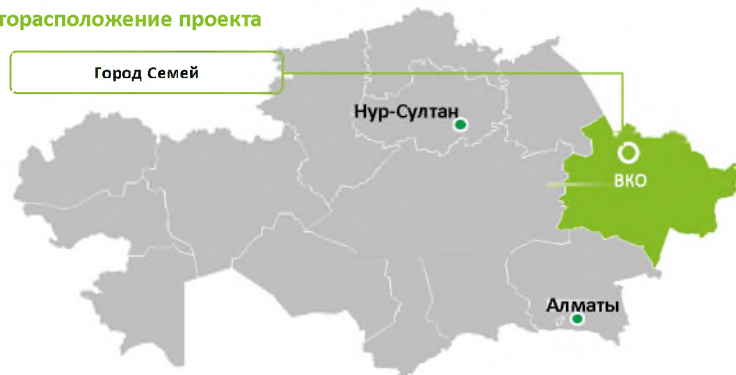 торасположение проекта
Город Семей
Нур-Султан
ВКО
Алматы